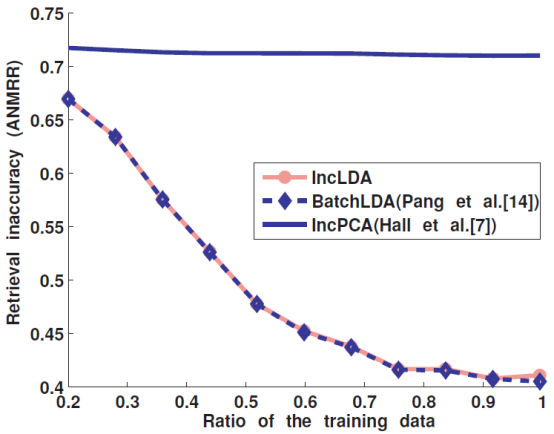 0.75
0.7
0.65
0.6
0.55
0.5
0.45
0.4
Retrieval inaccuracy (ANMRR)
IncLDA
BatchLDA(Pang et al.[14])
IncPCA(Hall et al.[7])
0.2 0.3 0.4 0.5 0.6 0.7 0.8 0.9 1
Ratio of the training data